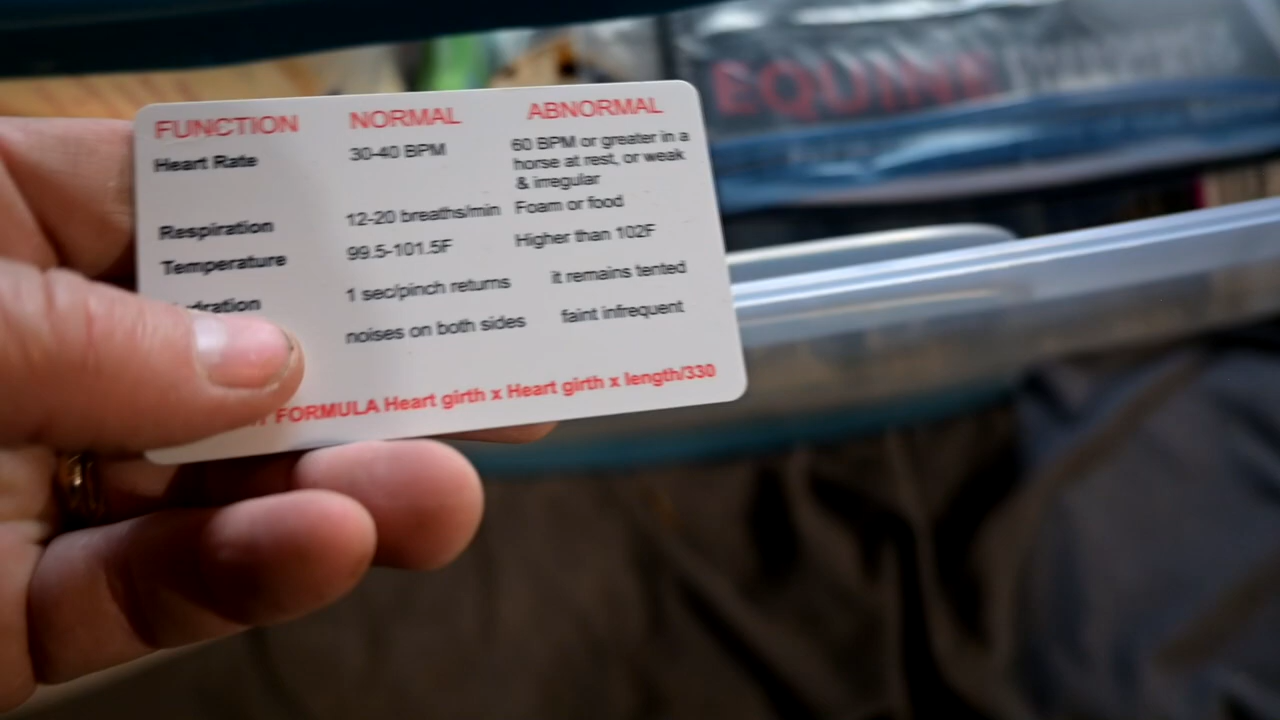 EQUINE
FUNCTION NORMAL ABNORMAL
Heart Rate 30-40 BPM 60 BPM or greater in a
horse at rest, or weak
& irregular
Respiration 12-20 breaths/min Foam or food
Temperature 99.5-101.5F Higher than 102F
dration 1 sec/pinch returns it remains tented
noises on both sides faint infrequent
FORMULA Heart girth x Heart girth x length/330